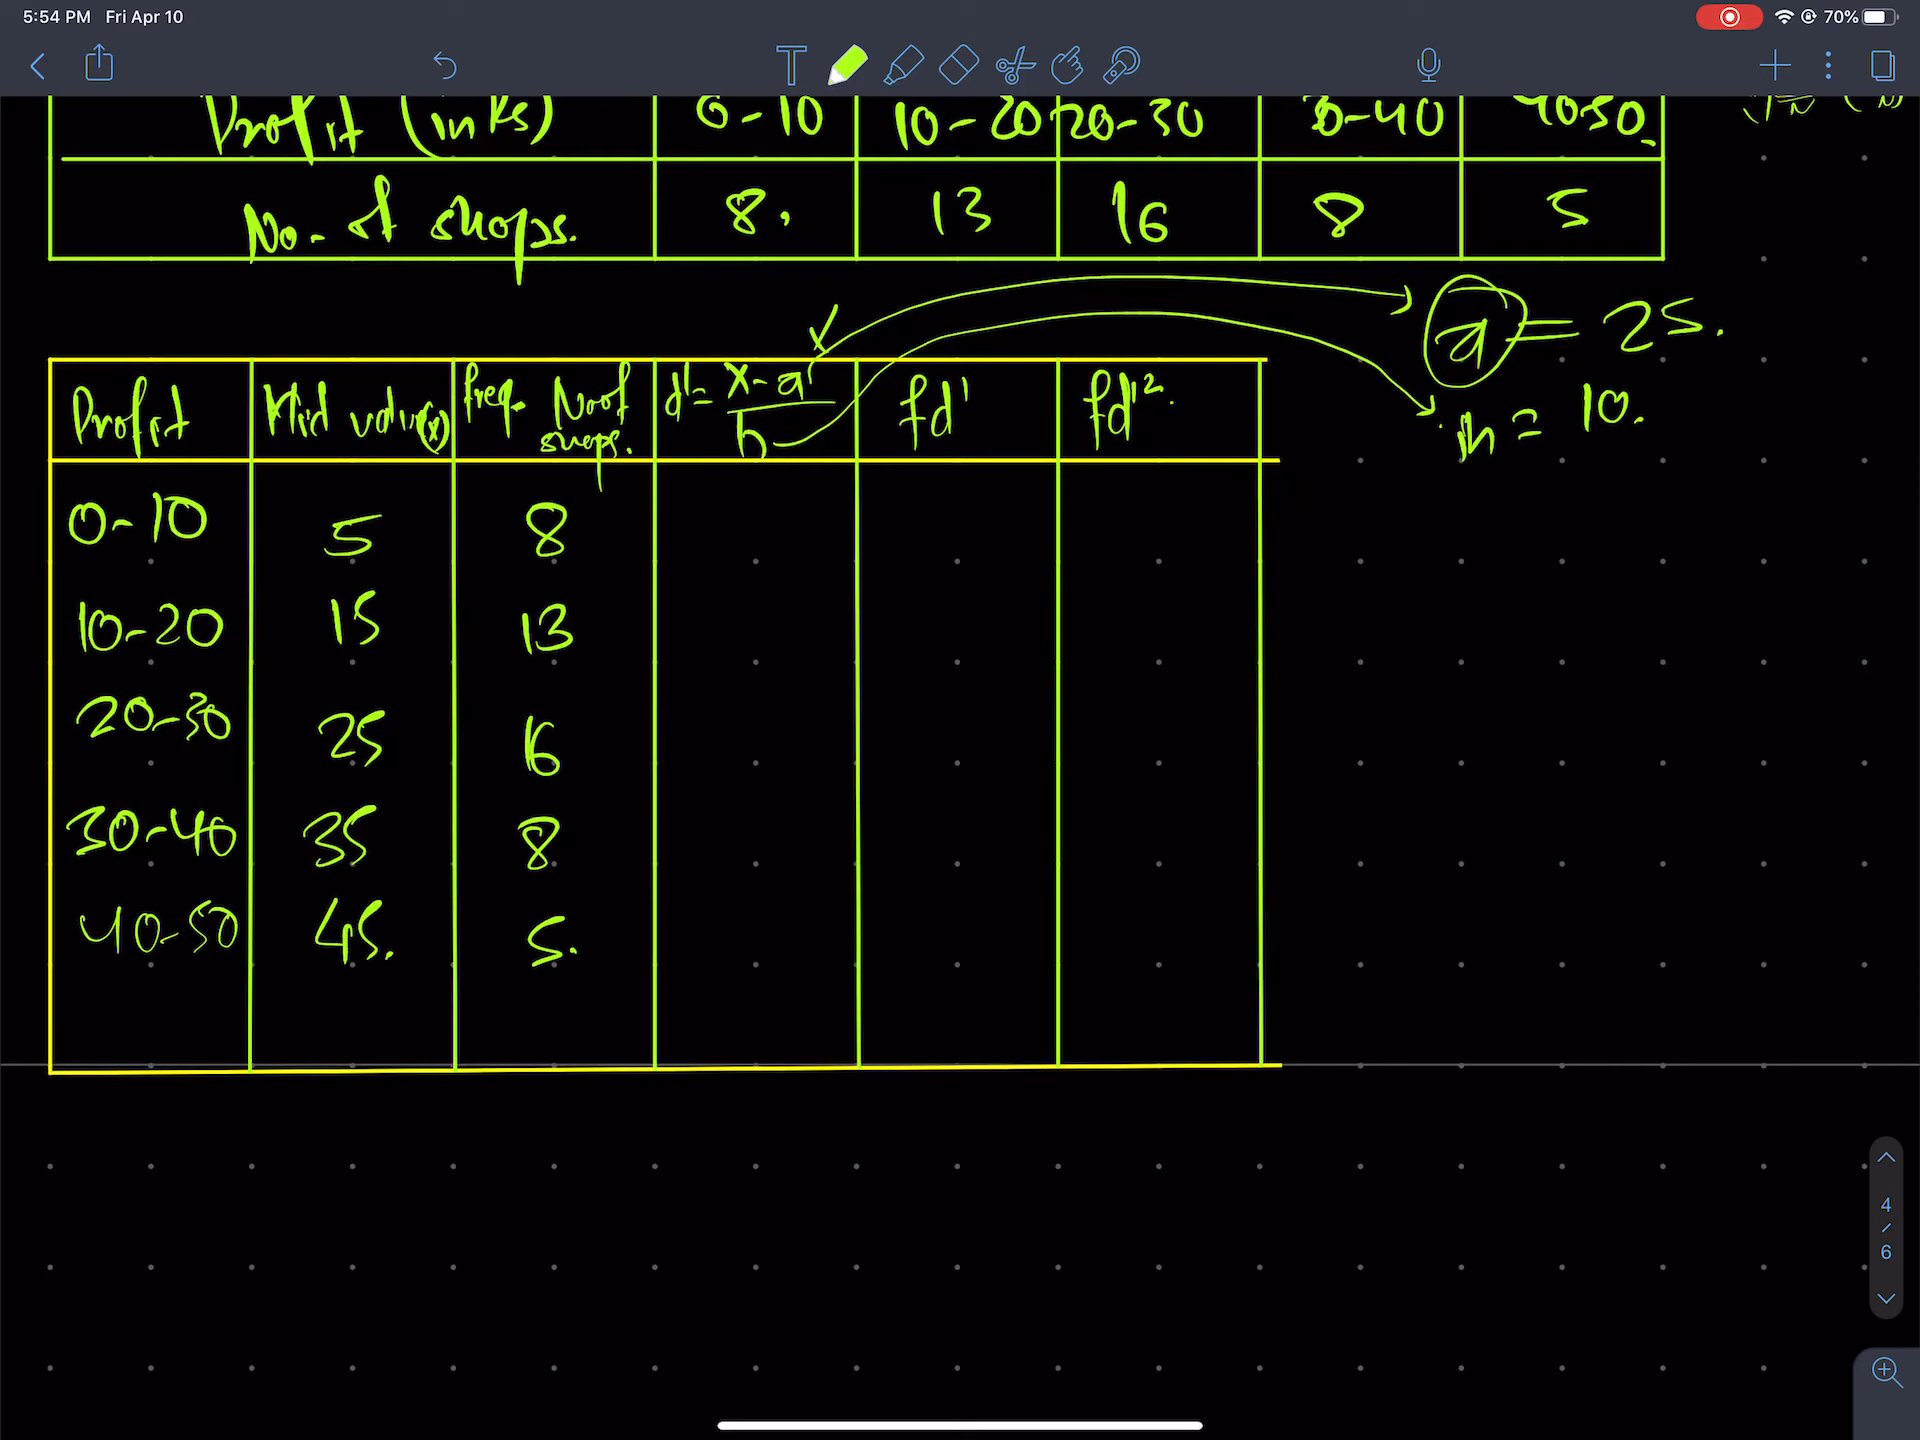 5:54 PM Fri Apr 10
70%
Profit (in Rs) 0-10 10-20 20-30 30-40 40-50
No. of shops. 8, 13 16 8 5
a = 25.
h = 10.
Profit Mid value(x) freq. No of shops. d' = x-a / h fd' fd'².
0-10 5 8
10-20 15 13
20-30 25 16
30-40 35 8
40-50 45. 5.
4 / 6